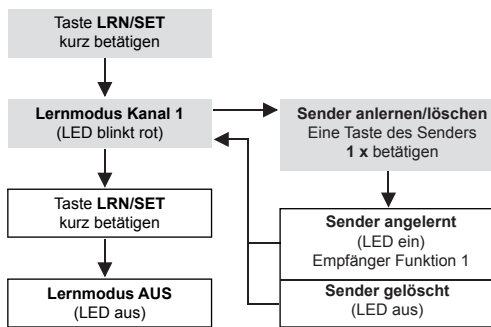 Taste LRN/SET
kurz betätigen
Lernmodus Kanal 1
(LED blinkt rot)
Sender anlernen/löschen
Eine Taste des Senders
1 x betätigen
Taste LRN/SET
kurz betätigen
Sender angelernt
(LED ein)
Empfänger Funktion 1
Lernmodus AUS
(LED aus)
Sender gelöscht
(LED aus)